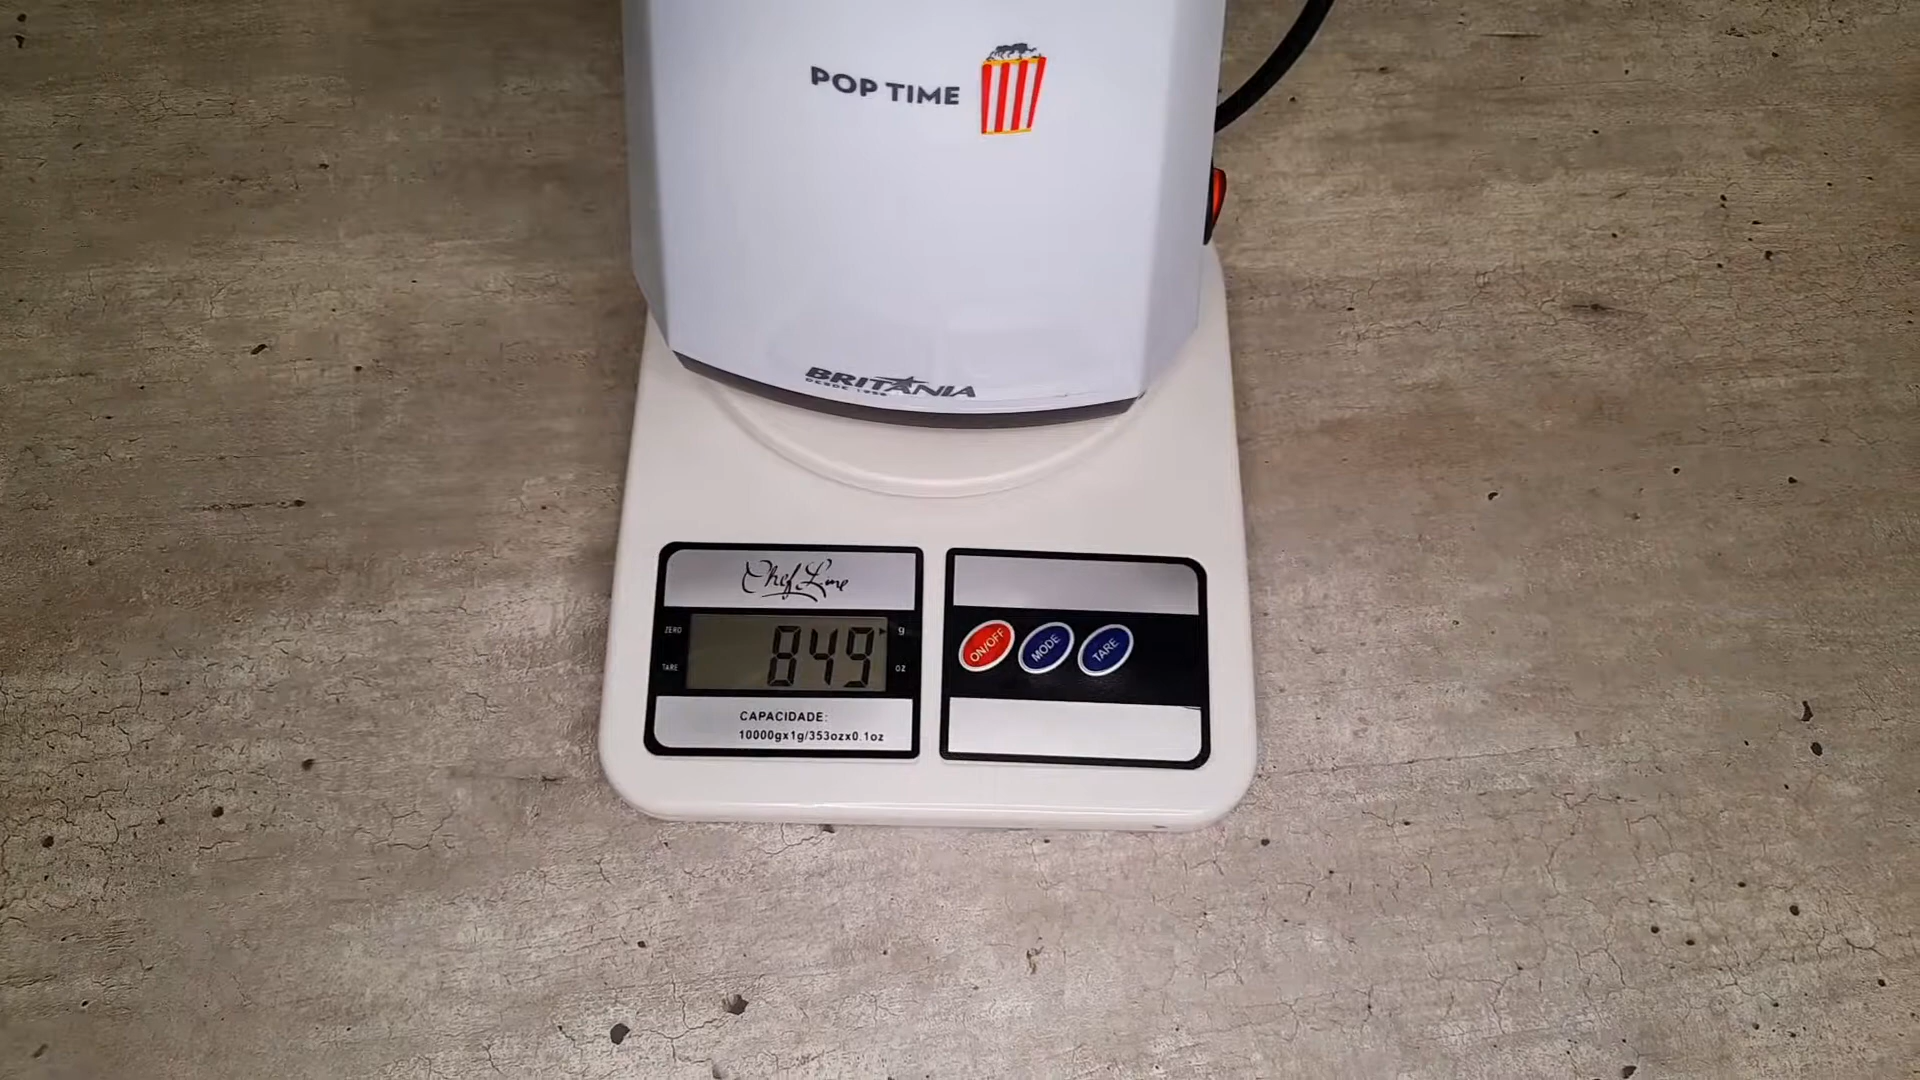 POP TIME
BRITANIA
Chef Line
ZERO
849
g
TARE
oz
ON/OFF
MODE
TARE
CAPACIDADE:
10000gx1g/353ozx0.1oz